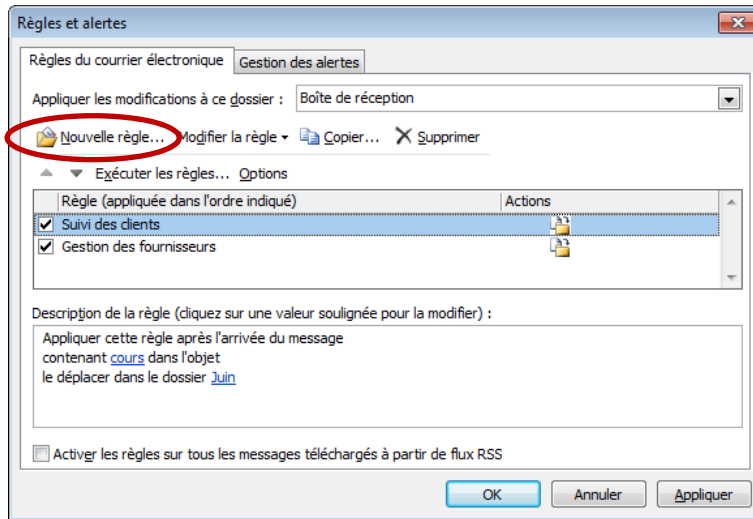 Règles et alertes
Règles du courrier électronique Gestion des alertes
Appliquer les modifications à ce dossier : Boîte de réception
Nouvelle règle... Modifier la règle Copier... Supprimer
Exécuter les règles... Options
Règle (appliquée dans l'ordre indiqué) Actions
Suivi des clients
Gestion des fournisseurs
Description de la règle (cliquez sur une valeur soulignée pour la modifier) :
Appliquer cette règle après l'arrivée du message
contenant cours dans l'objet
le déplacer dans le dossier Juin
Activer les règles sur tous les messages téléchargés à partir de flux RSS
OK Annuler Appliquer